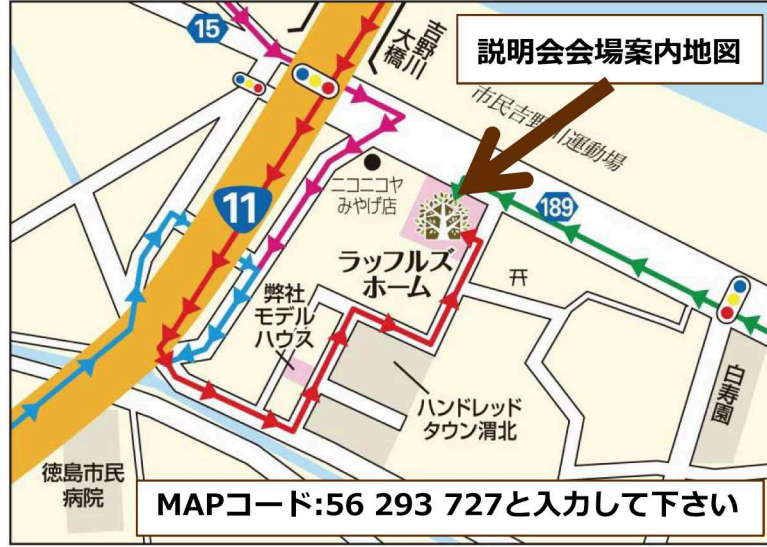 15
吉野川
大橋
説明会会場案内地図
市民吉野川運動場
ニコニコヤ
みやげ店
189
11
ラッフルズ
ホーム
弊社
モデル
ハウス
ハンドレッド
タウン渭北
白寿園
徳島市民
病院
MAPコード:56 293 727と入力して下さい